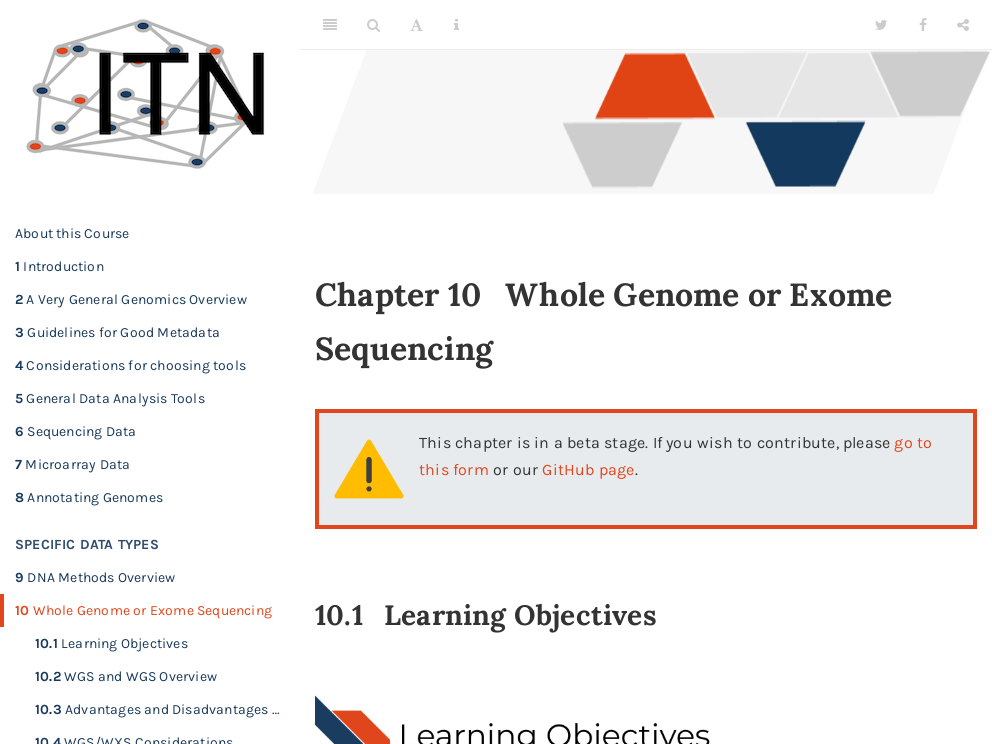 ITN
About this Course
1 Introduction
2 A Very General Genomics Overview
3 Guidelines for Good Metadata
4 Considerations for choosing tools
5 General Data Analysis Tools
6 Sequencing Data
7 Microarray Data
8 Annotating Genomes
SPECIFIC DATA TYPES
9 DNA Methods Overview
10 Whole Genome or Exome Sequencing
10.1 Learning Objectives
10.2 WGS and WGS Overview
10.3 Advantages and Disadvantages ...
10.4 WGS/WXS Considerations
A
Chapter 10 Whole Genome or Exome
Sequencing
This chapter is in a beta stage. If you wish to contribute, please go to
this form or our GitHub page.
10.1 Learning Objectives
Learning Objectives